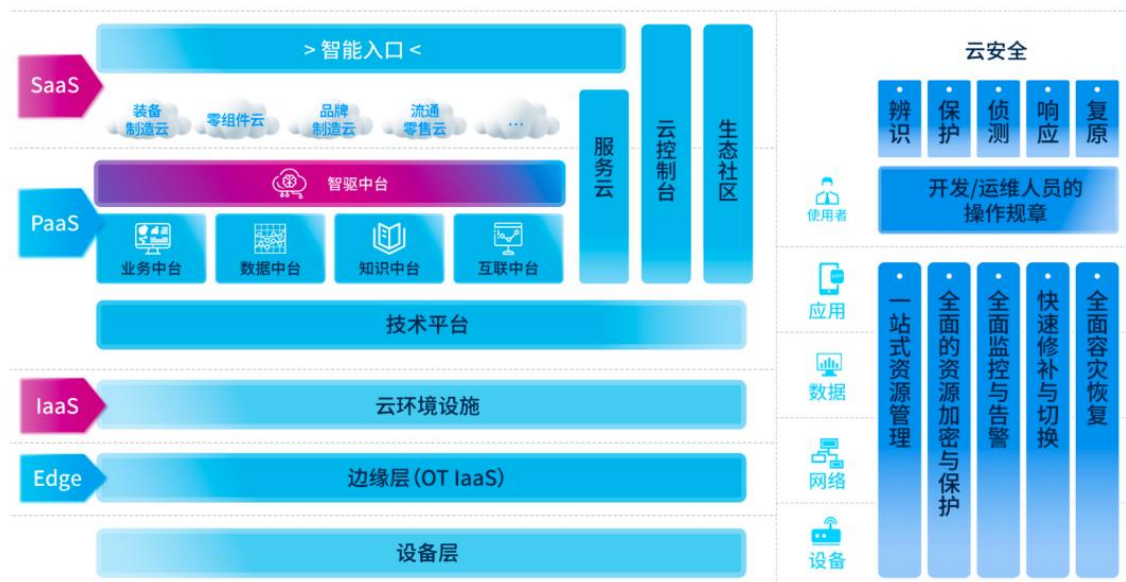 SaaS
> 智能入口 <
装备
制造云
零组件云
品牌
制造云
流通
零售云
...
PaaS
智驱中台
业务中台
数据中台
知识中台
互联中台
服务云
云控制台
生态社区
技术平台
IaaS
云环境设施
Edge
边缘层(OT IaaS)
设备层
云安全
辨识
保护
侦测
响应
复原
使用者
开发/运维人员的
操作规章
应用
数据
网络
设备
一站式资源管理
全面的资源加密与保护
全面监控与告警
快速修补与切换
全面容灾恢复